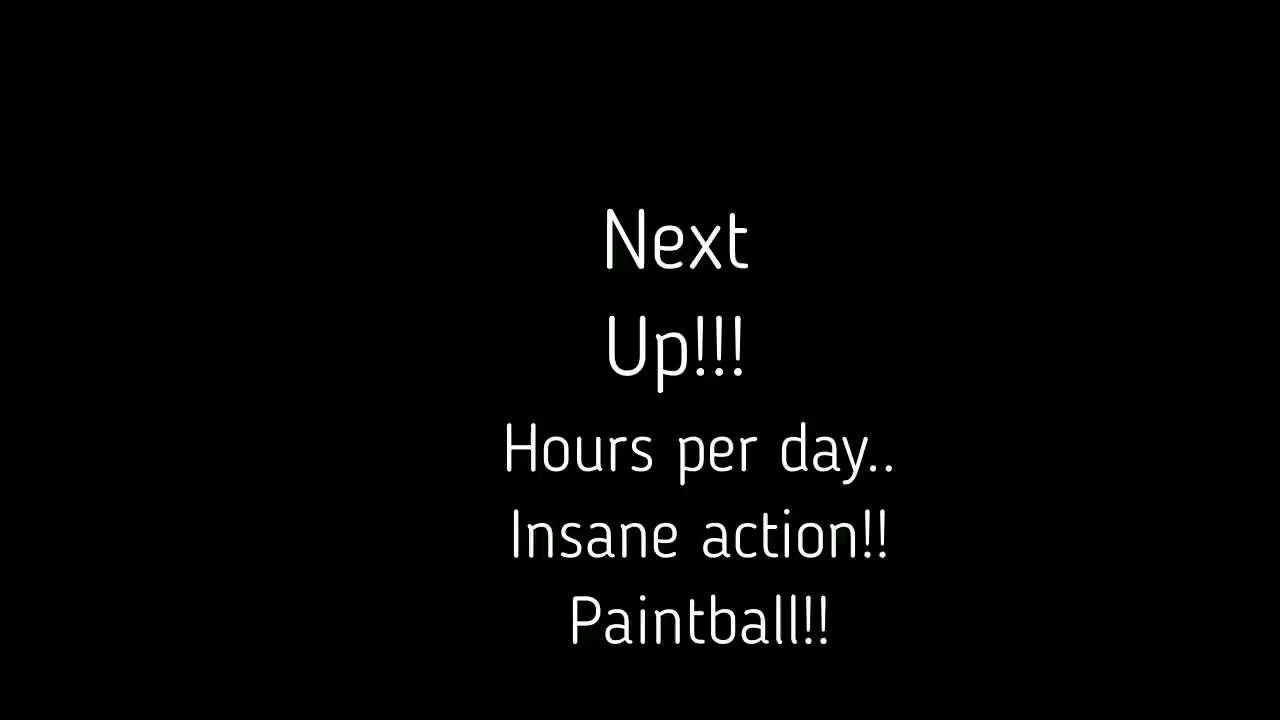 Next
Up!!!
Hours per day..
Insane action!!
Paintball!!